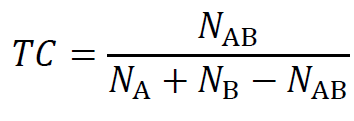 TC = N_AB / (N_A + N_B − N_AB)